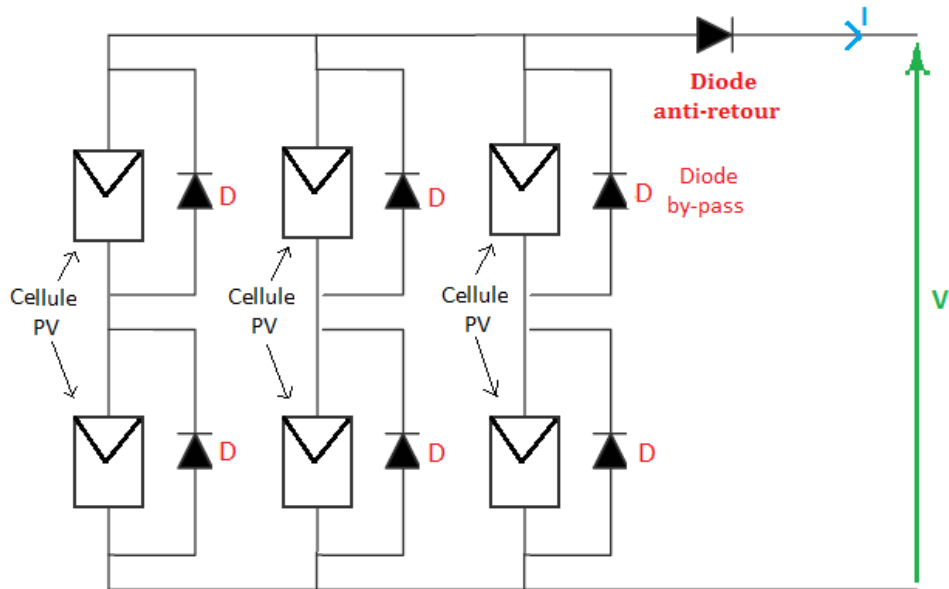 I
Diode
anti-retour
D
D
D
Diode
by-pass
Cellule
PV
Cellule
PV
Cellule
PV
V
D
D
D